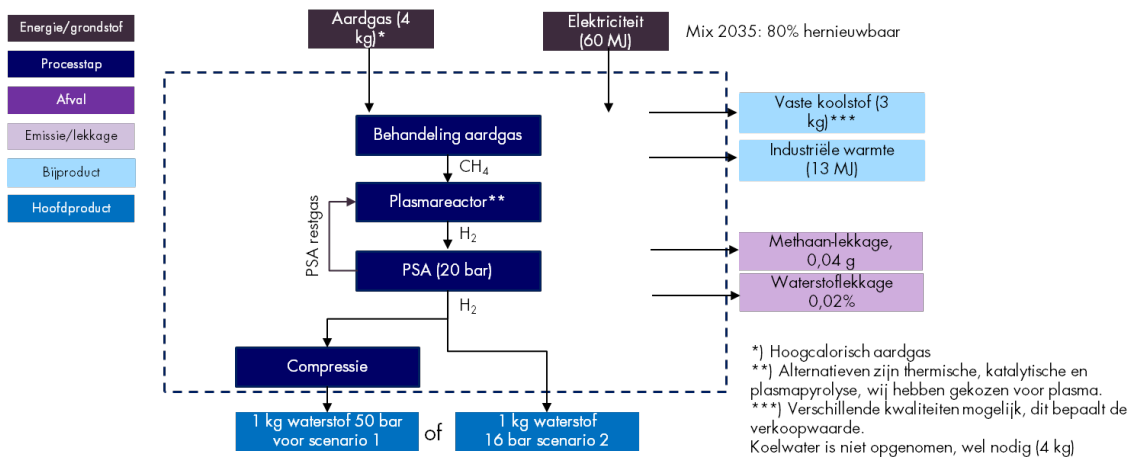 Energie/grondstof
Processtap
Afval
Emissie/lekkage
Bijproduct
Hoofdproduct
Aardgas (4
kg)*
Elektriciteit
(60 MJ)
Mix 2035: 80% hernieuwbaar
Behandeling aardgas
CH4
Plasmareactor**
H2
PSA restgas
PSA (20 bar)
H2
Compressie
1 kg waterstof 50 bar
voor scenario 1
of
1 kg waterstof
16 bar scenario 2
Vaste koolstof (3
kg)***
Industriële warmte
(13 MJ)
Methaan-lekkage,
0,04 g
Waterstoflekkage
0,02%
*) Hoogcalorisch aardgas
**) Alternatieven zijn thermische, katalytische en
plasmapyrolyse, wij hebben gekozen voor plasma.
***) Verschillende kwaliteiten mogelijk, dit bepaalt de
verkoopwaarde.
Koelwater is niet opgenomen, wel nodig (4 kg)